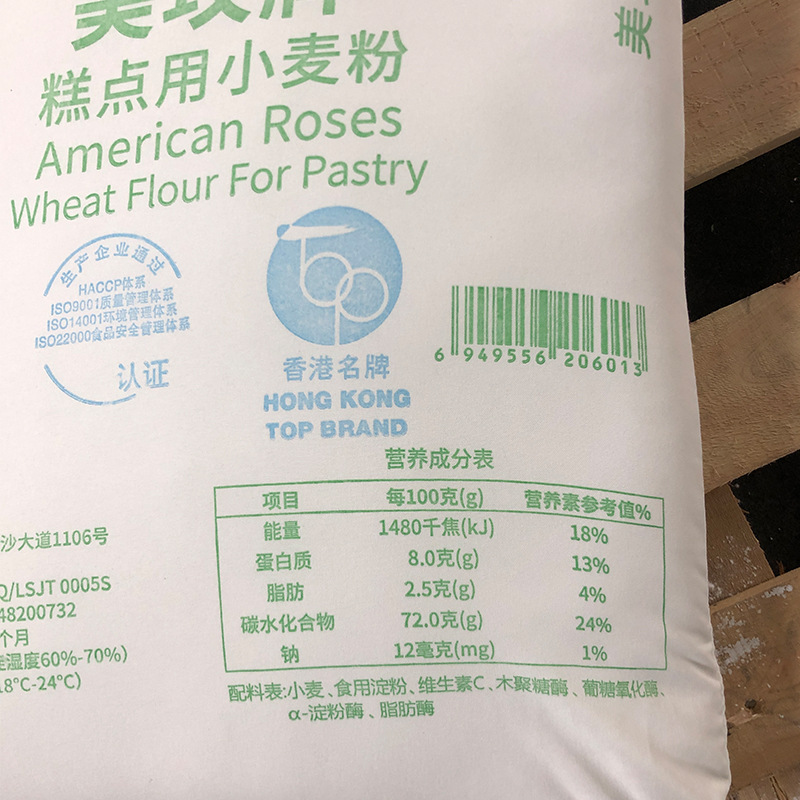 美玫牌
糕点用小麦粉
American Roses
Wheat Flour For Pastry
美
生产企业通过
HACCP体系
ISO9001质量管理体系
ISO14001环境管理体系
ISO22000食品安全管理体系
认证
TOP
香港名牌
HONG KONG
TOP BRAND
6 949556 206013
营养成分表
项目 每100克(g) 营养素参考值%
能量 1480千焦(kJ) 18%
蛋白质 8.0克(g) 13%
脂肪 2.5克(g) 4%
碳水化合物 72.0克(g) 24%
钠 12毫克(mg) 1%
配料表:小麦、食用淀粉、维生素C、木聚糖酶、葡糖氧化酶、
α-淀粉酶、脂肪酶
沙大道1106号
Q/LSJT 0005S
48200732
个月
湿度60%-70%)
18°C-24°C)